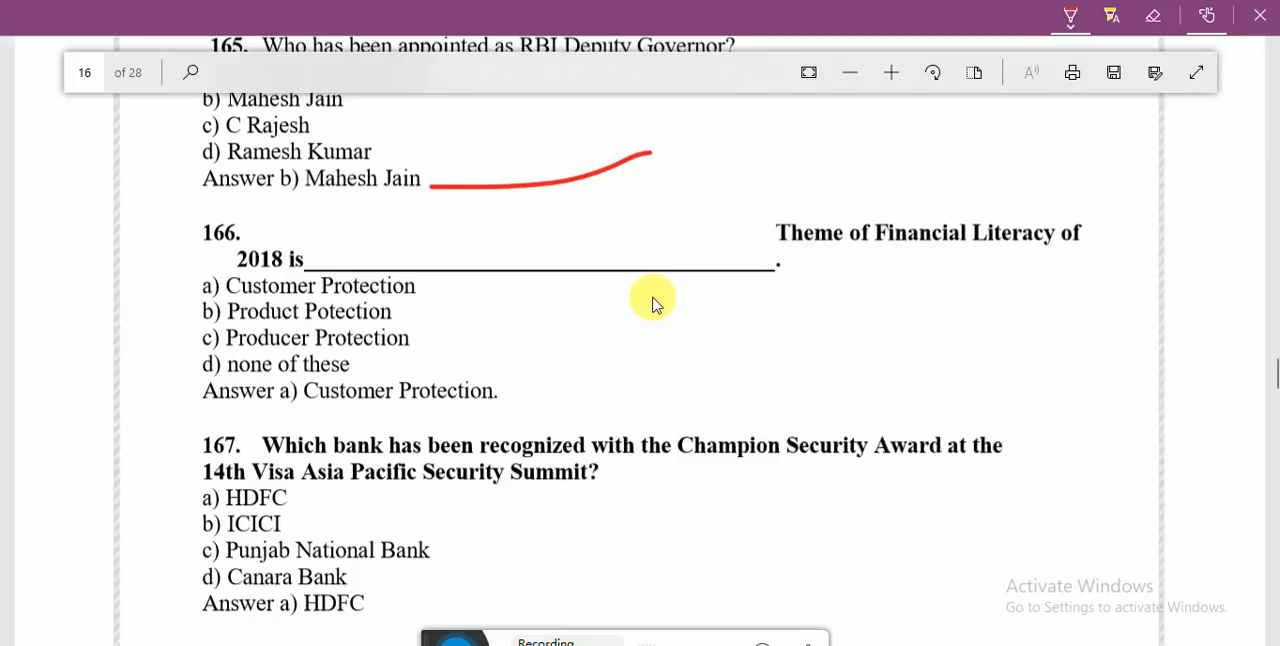 165. Who has been appointed as RBI Deputy Governor?
16 of 28
b) Mahesh Jain
c) C Rajesh
d) Ramesh Kumar
Answer b) Mahesh Jain
166. Theme of Financial Literacy of
2018 is_______________________________________.
a) Customer Protection
b) Product Potection
c) Producer Protection
d) none of these
Answer a) Customer Protection.
167. Which bank has been recognized with the Champion Security Award at the
14th Visa Asia Pacific Security Summit?
a) HDFC
b) ICICI
c) Punjab National Bank
d) Canara Bank
Answer a) HDFC
Activate Windows
Go to Settings to activate Windows.
Recording